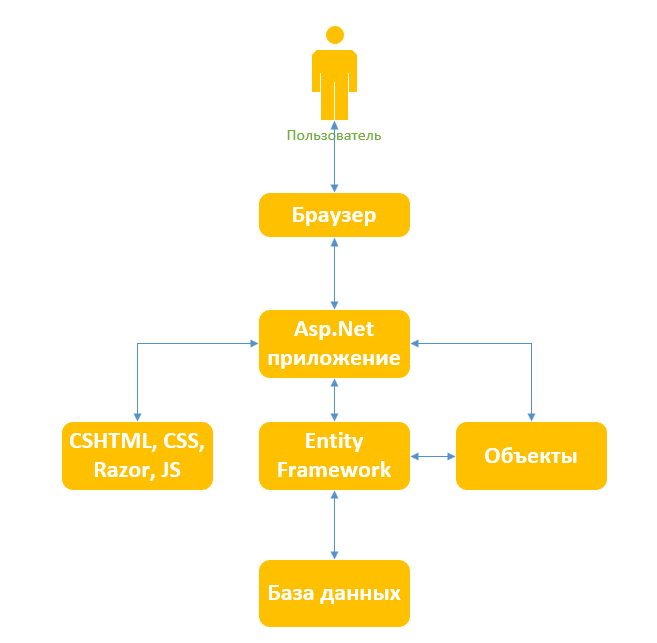 Пользователь
Браузер
Asp.Net
приложение
CSHTML, CSS,
Razor, JS
Entity
Framework
Объекты
База данных